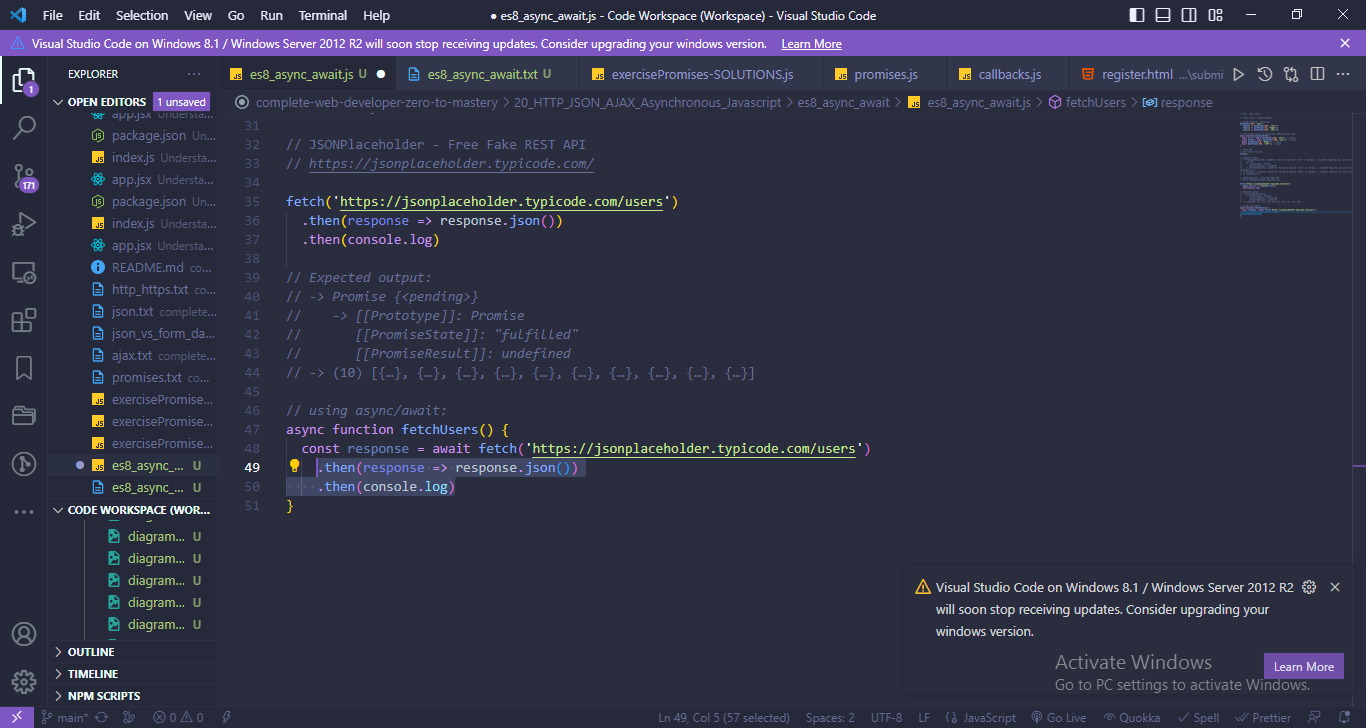 File Edit Selection View Go Run Terminal Help
● es8_async_await.js - Code Workspace (Workspace) - Visual Studio Code
Visual Studio Code on Windows 8.1 / Windows Server 2012 R2 will soon stop receiving updates. Consider upgrading your windows version. Learn More
EXPLORER
es8_async_await.js U
es8_async_await.txt U
exercisePromises-SOLUTIONS.js
promises.js
callbacks.js
register.html ...\submi
OPEN EDITORS 1 unsaved
complete-web-developer-zero-to-mastery > 20_HTTP_JSON_AJAX_Asynchronous_Javascript > es8_async_await > es8_async_await.js > fetchUsers > response
app.jsx Understa...
package.json Un...
index.js Understa...
app.jsx Understa...
package.json Un...
index.js Understa...
app.jsx Understa...
README.md co...
http_https.txt co...
json.txt complete...
json_vs_form_da...
ajax.txt complete...
promises.txt co...
exercisePromise...
exercisePromise...
exercisePromise...
es8_async_... U
es8_async_... U
CODE WORKSPACE (WOR...
diagram... U
diagram... U
diagram... U
diagram... U
diagram... U
OUTLINE
TIMELINE
NPM SCRIPTS
1
171
31
32 // JSONPlaceholder - Free Fake REST API
33 // https://jsonplaceholder.typicode.com/
34
35 fetch('https://jsonplaceholder.typicode.com/users')
36 .then(response => response.json())
37 .then(console.log)
38
39 // Expected output:
40 // -> Promise {<pending>}
41 // -> [[Prototype]]: Promise
42 // [[PromiseState]]: "fulfilled"
43 // [[PromiseResult]]: undefined
44 // -> (10) [{…}, {…}, {…}, {…}, {…}, {…}, {…}, {…}, {…}, {…}]
45
46 // using async/await:
47 async function fetchUsers() {
48 const response = await fetch('https://jsonplaceholder.typicode.com/users')
49 .then(response => response.json())
50 .then(console.log)
51 }
Visual Studio Code on Windows 8.1 / Windows Server 2012 R2
will soon stop receiving updates. Consider upgrading your
windows version.
Learn More
Activate Windows
Go to PC settings to activate Windows.
main* 0 0 Ln 49, Col 5 (57 selected) Spaces: 2 UTF-8 LF JavaScript Go Live Quokka Spell Prettier